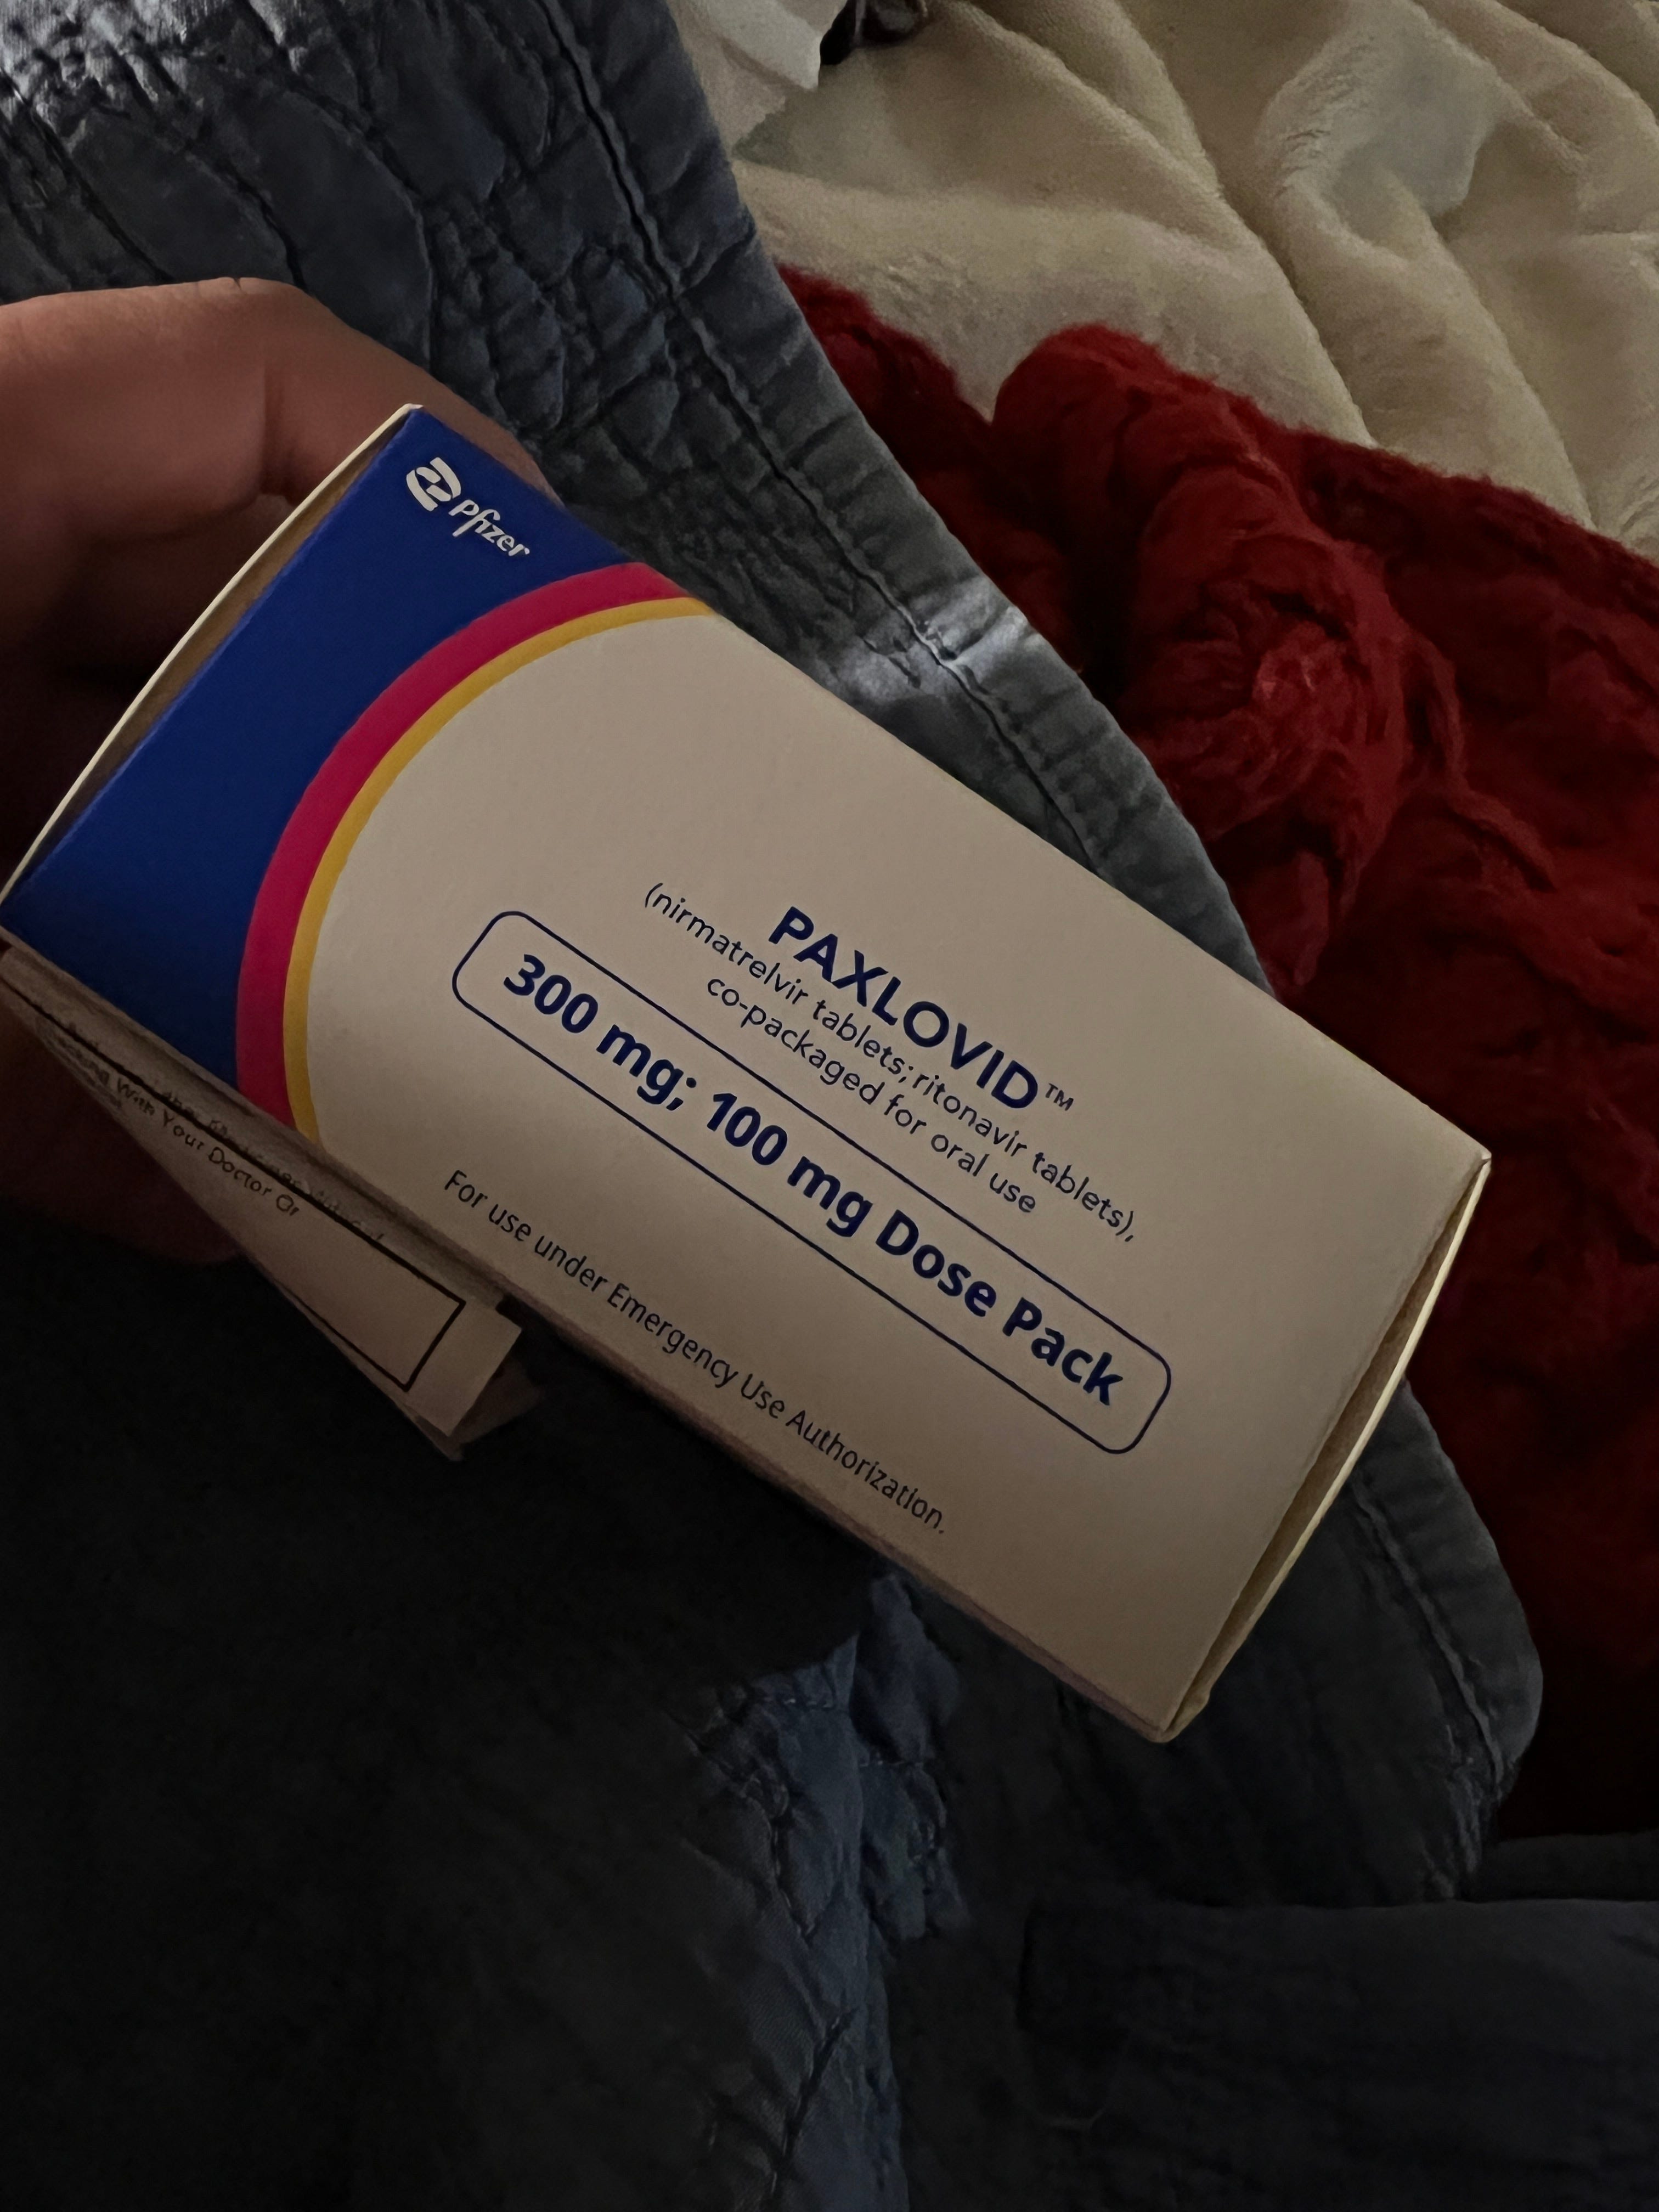 Pfizer
PAXLOVID™
(nirmatrelvir tablets; ritonavir tablets),
co-packaged for oral use
300 mg; 100 mg Dose Pack
For use under Emergency Use Authorization.
With Your Doctor Or